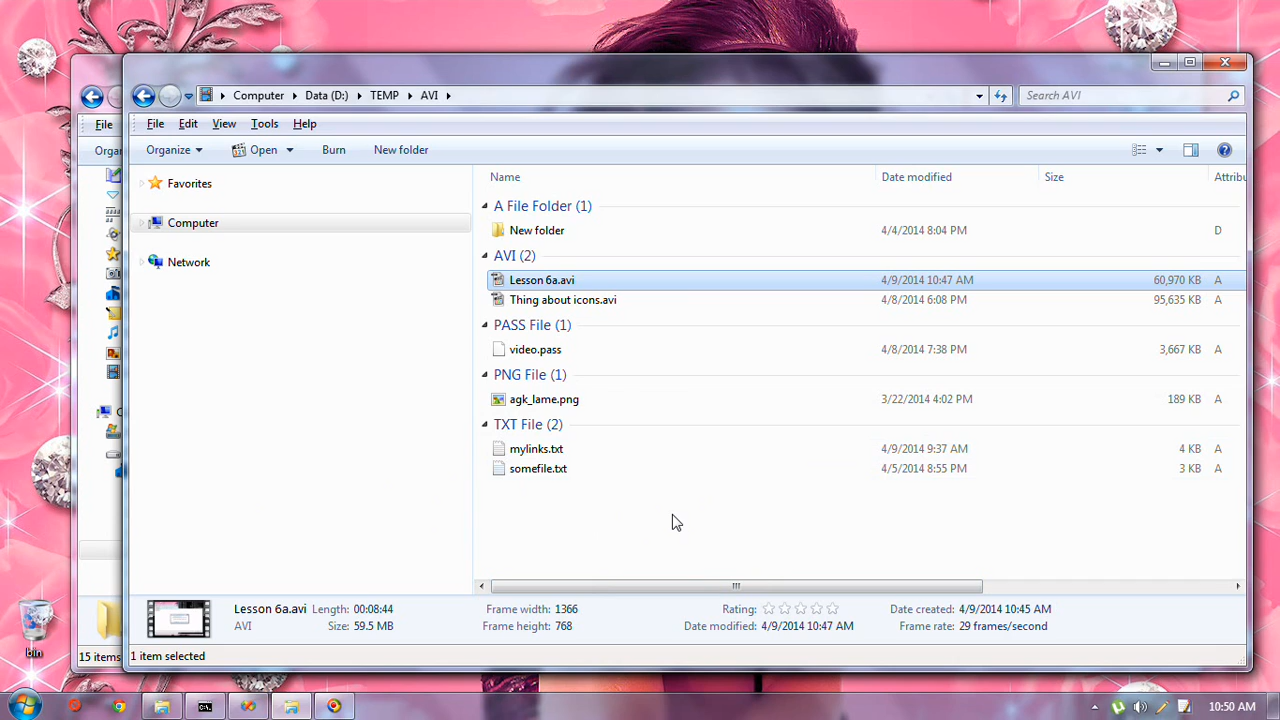 Computer Data (D:) TEMP AVI
Search AVI
File
File Edit View Tools Help
Orga
Organize Open Burn New folder
Name Date modified Size Attribu
Favorites
Computer
Network
A File Folder (1)
New folder 4/4/2014 8:04 PM D
AVI (2)
Lesson 6a.avi 4/9/2014 10:47 AM 60,970 KB A
Thing about icons.avi 4/8/2014 6:08 PM 95,635 KB A
PASS File (1)
video.pass 4/8/2014 7:38 PM 3,667 KB A
PNG File (1)
agk_lame.png 3/22/2014 4:02 PM 189 KB A
TXT File (2)
mylinks.txt 4/9/2014 9:37 AM 4 KB A
somefile.txt 4/5/2014 8:55 PM 3 KB A
C
Lesson 6a.avi Length: 00:08:44 Frame width: 1366 Rating: Date created: 4/9/2014 10:45 AM
AVI Size: 59.5 MB Frame height: 768 Date modified: 4/9/2014 10:47 AM Frame rate: 29 frames/second
15 items
1 item selected
bin
10:50 AM